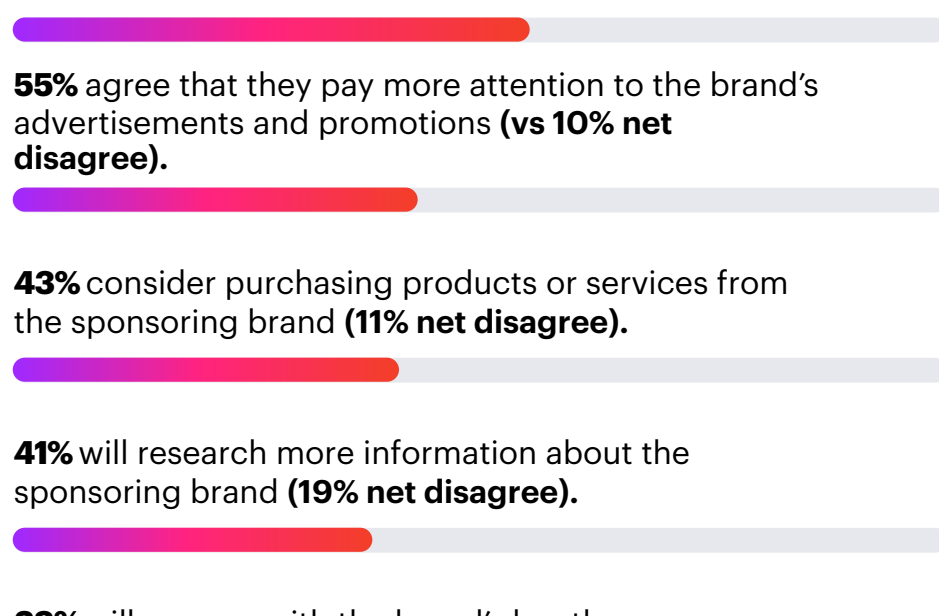 55% agree that they pay more attention to the brand’s
advertisements and promotions (vs 10% net
disagree).
43% consider purchasing products or services from
the sponsoring brand (11% net disagree).
41% will research more information about the
sponsoring brand (19% net disagree).